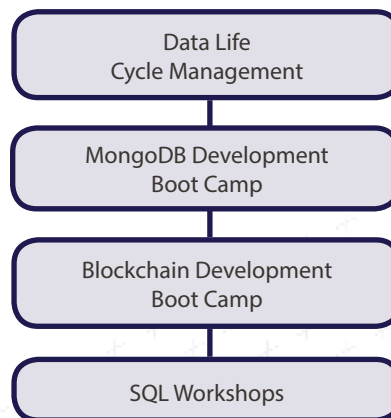 Data Life
Cycle Management
MongoDB Development
Boot Camp
Blockchain Development
Boot Camp
SQL Workshops